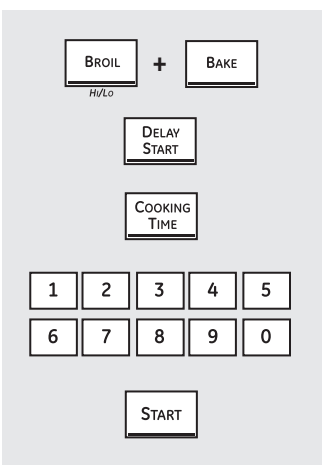 BROIL + BAKE
HI/LO
DELAY
START
COOKING
TIME
1 2 3 4 5
6 7 8 9 0
START